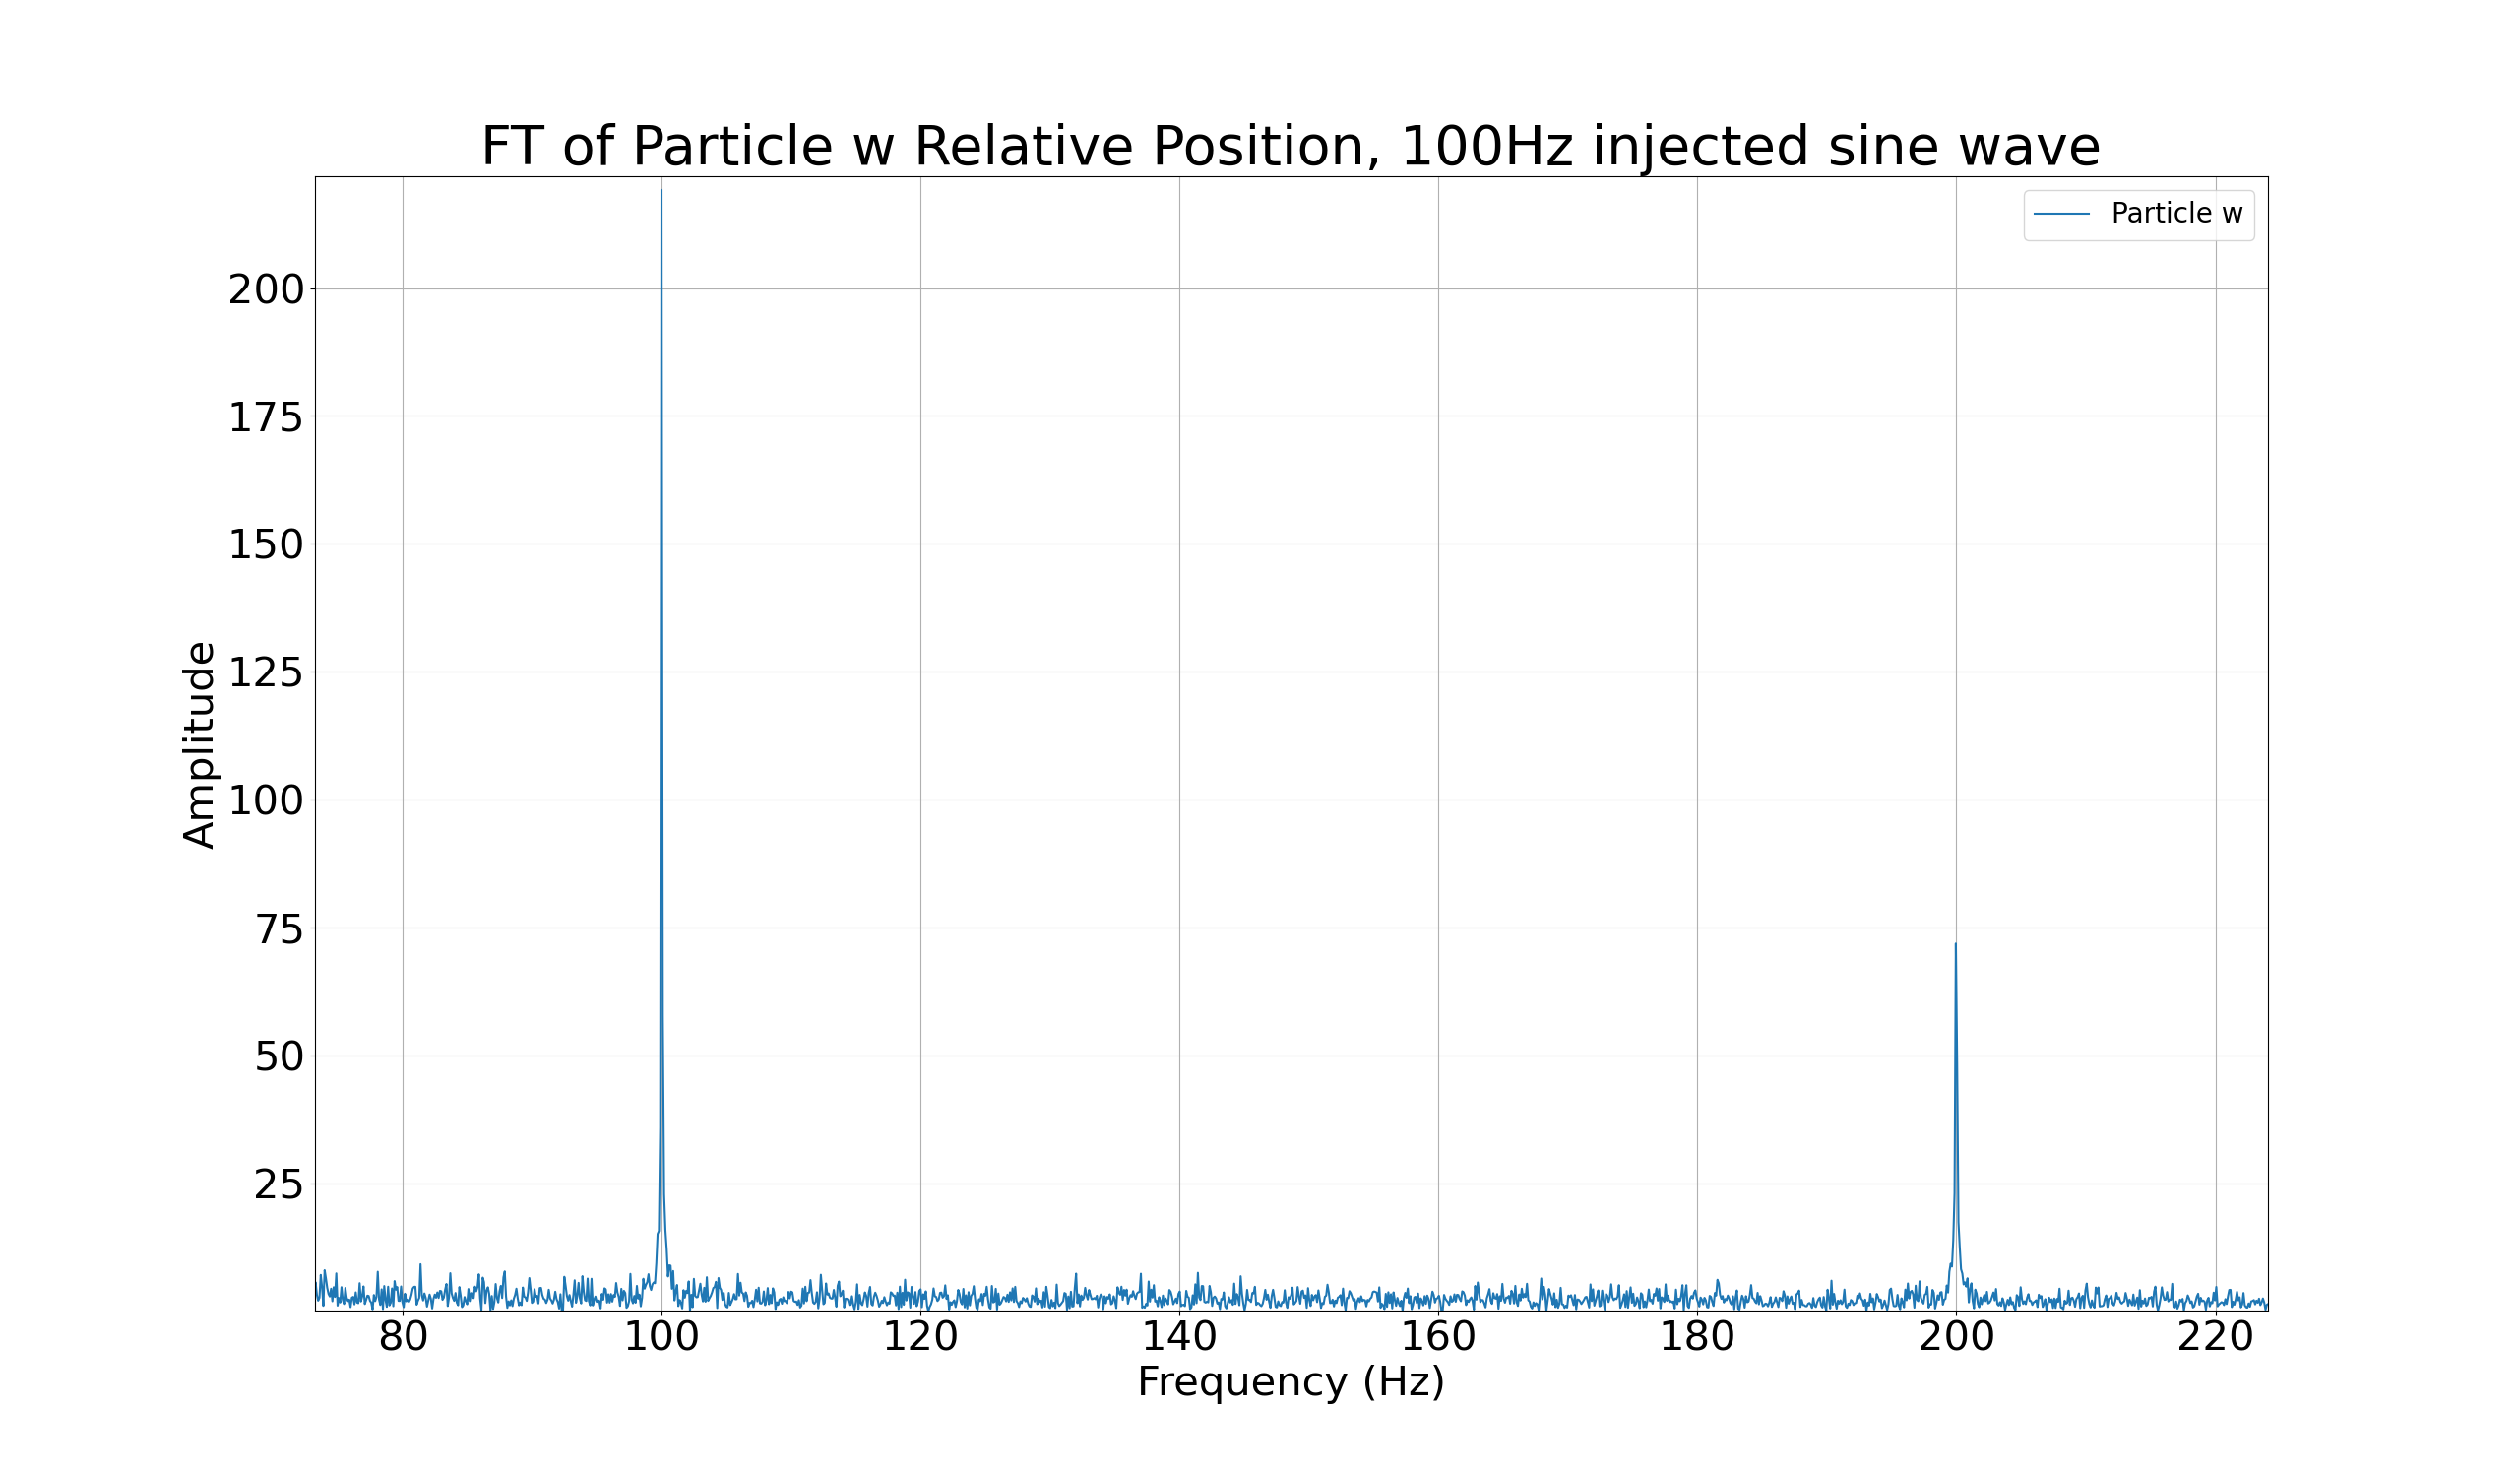 FT of Particle w Relative Position, 100Hz injected sine wave
Particle w
200
175
150
125
100
75
50
25
Amplitude
80 100 120 140 160 180 200 220
Frequency (Hz)